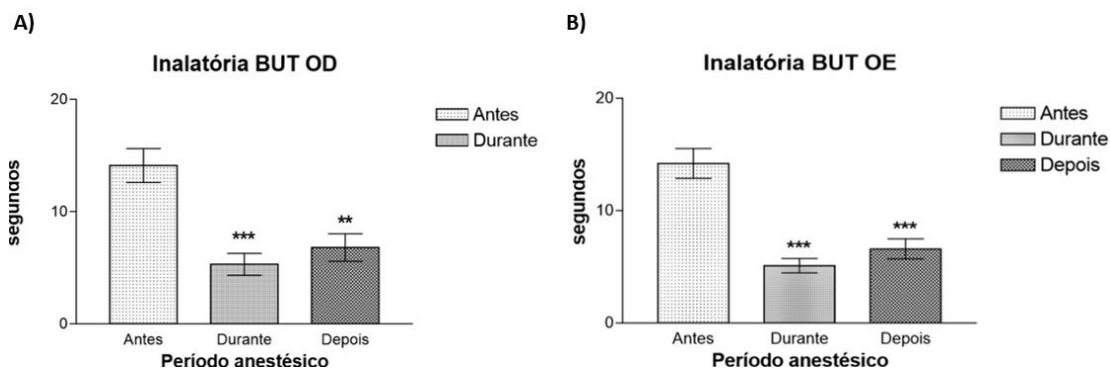 A)
Inalatória BUT OD
20
10
0
segundos
***
**
Antes
Durante
Depois
Período anestésico
Antes
Durante
B)
Inalatória BUT OE
20
10
0
segundos
***
***
Antes
Durante
Depois
Período anestésico
Antes
Durante
Depois